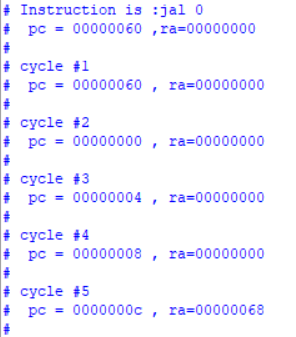 # Instruction is :jal 0
# pc = 00000060 ,ra=00000000
#
# cycle #1
# pc = 00000060 , ra=00000000
#
# cycle #2
# pc = 00000000 , ra=00000000
#
# cycle #3
# pc = 00000004 , ra=00000000
#
# cycle #4
# pc = 00000008 , ra=00000000
#
# cycle #5
# pc = 0000000c , ra=00000068
#